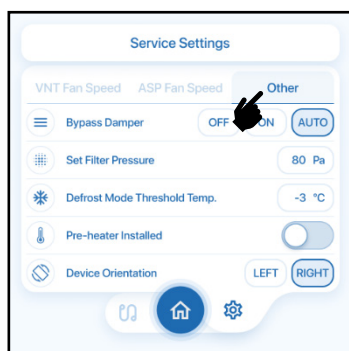 Service Settings
VNT Fan Speed ASP Fan Speed Other
Bypass Damper OFF ON AUTO
Set Filter Pressure 80 Pa
Defrost Mode Threshold Temp. -3 °C
Pre-heater Installed
Device Orientation LEFT RIGHT